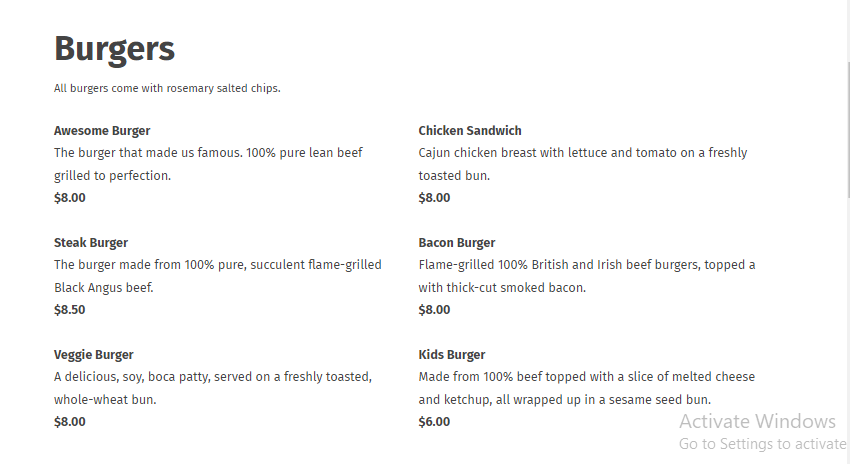 Burgers
All burgers come with rosemary salted chips.
Awesome Burger
The burger that made us famous. 100% pure lean beef
grilled to perfection.
$8.00
Chicken Sandwich
Cajun chicken breast with lettuce and tomato on a freshly
toasted bun.
$8.00
Steak Burger
The burger made from 100% pure, succulent flame-grilled
Black Angus beef.
$8.50
Bacon Burger
Flame-grilled 100% British and Irish beef burgers, topped a
with thick-cut smoked bacon.
$8.00
Veggie Burger
A delicious, soy, boca patty, served on a freshly toasted,
whole-wheat bun.
$8.00
Kids Burger
Made from 100% beef topped with a slice of melted cheese
and ketchup, all wrapped up in a sesame seed bun.
$6.00
Activate Windows
Go to Settings to activate